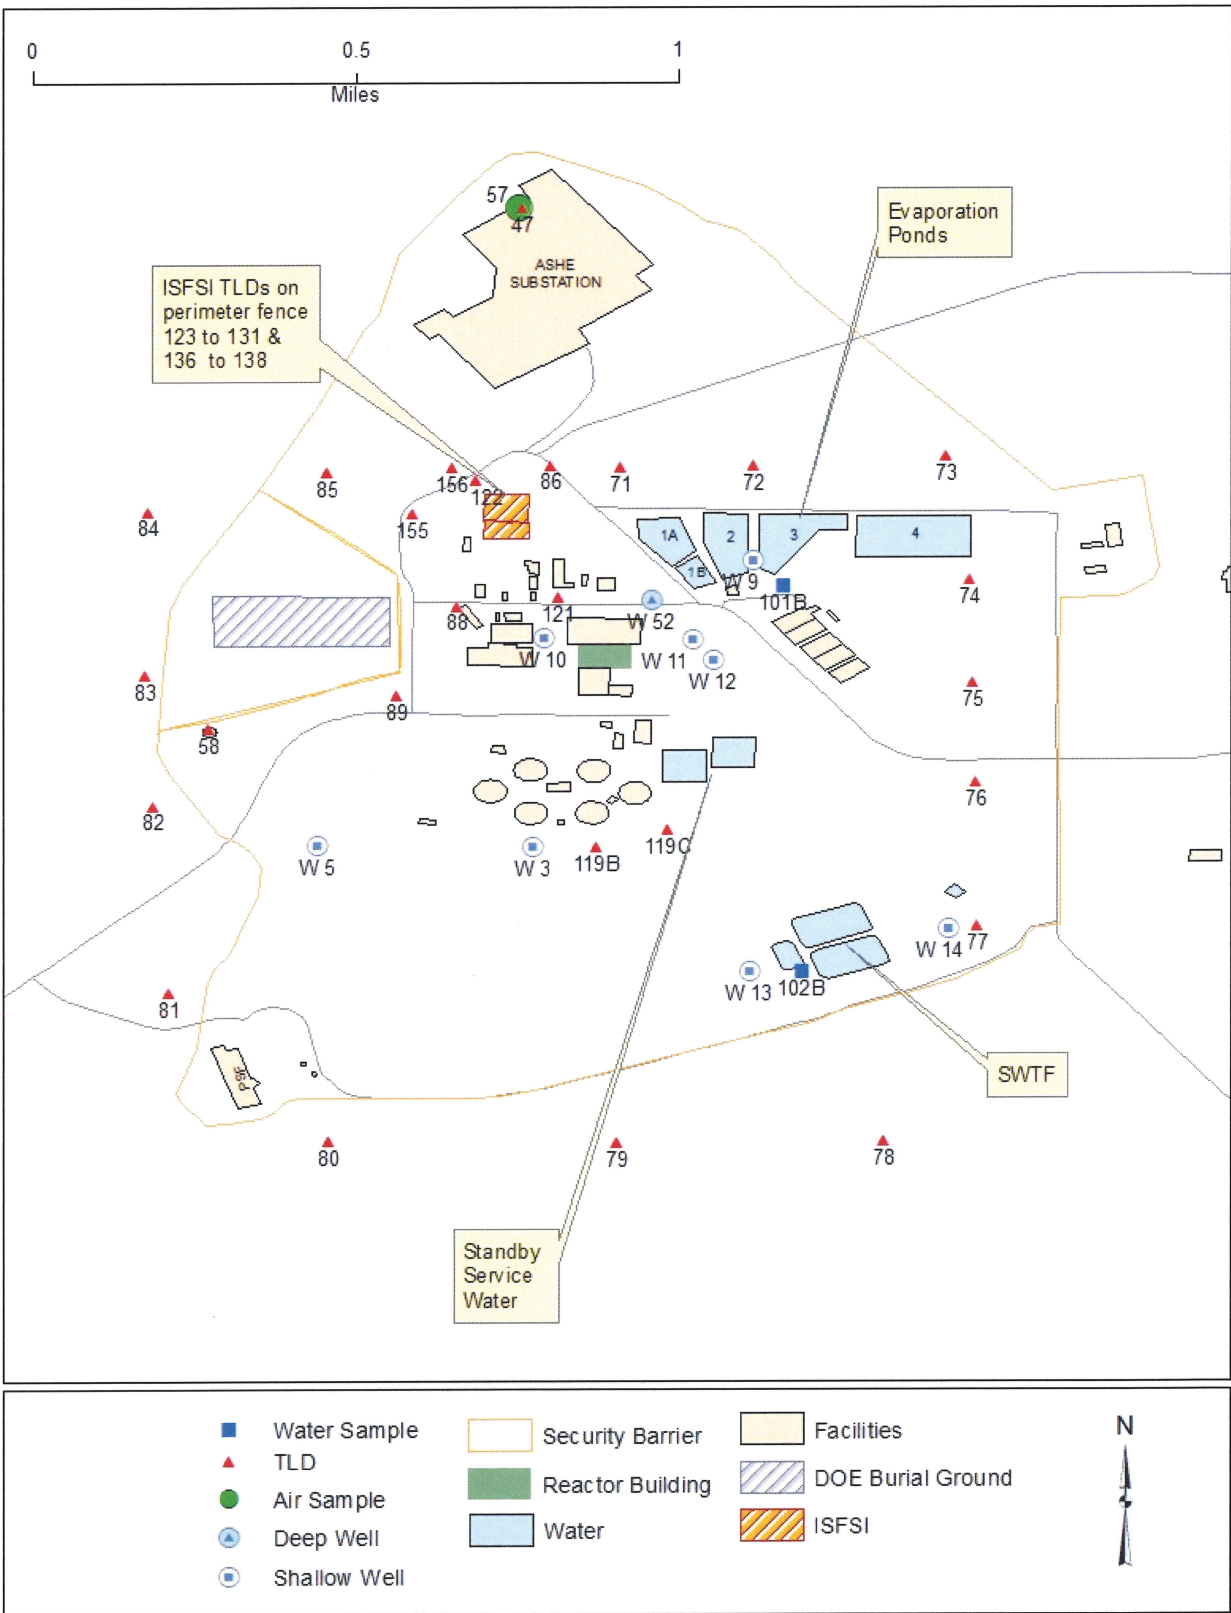 0 0.5 1
Miles
57
47
Evaporation
Ponds
ASHE
SUBSTATION
ISFSI TLDs on
perimeter fence
123 to 131 &
136 to 138
85
156
122
86
71
72
73
84
155
1A
2
3
4
1B
W 9
101B
74
88
121
W 52
W 10
W 11
W 12
83
89
75
58
76
82
W 5
W 3
119B
119C
W 14
77
W 13
102B
81
PSF
SWTF
80
79
78
Standby
Service
Water
Water Sample
TLD
Air Sample
Deep Well
Shallow Well
Security Barrier
Reactor Building
Water
Facilities
DOE Burial Ground
ISFSI
N